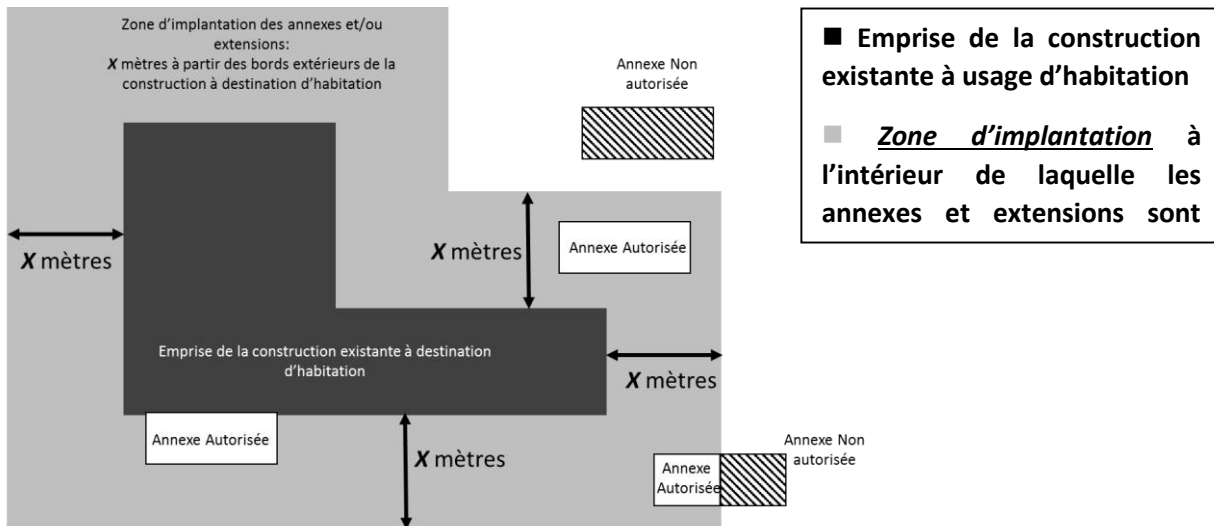 Zone d’implantation des annexes et/ou
extensions:
X mètres à partir des bords extérieurs de la
construction à destination d’habitation
Annexe Non
autorisée
■ Emprise de la construction
existante à usage d’habitation
■ Zone d’implantation à
l’intérieur de laquelle les
annexes et extensions sont
X mètres
X mètres
Annexe Autorisée
Emprise de la construction existante à destination
d’habitation
X mètres
Annexe Autorisée
X mètres
Annexe Non
autorisée
Annexe
Autorisée